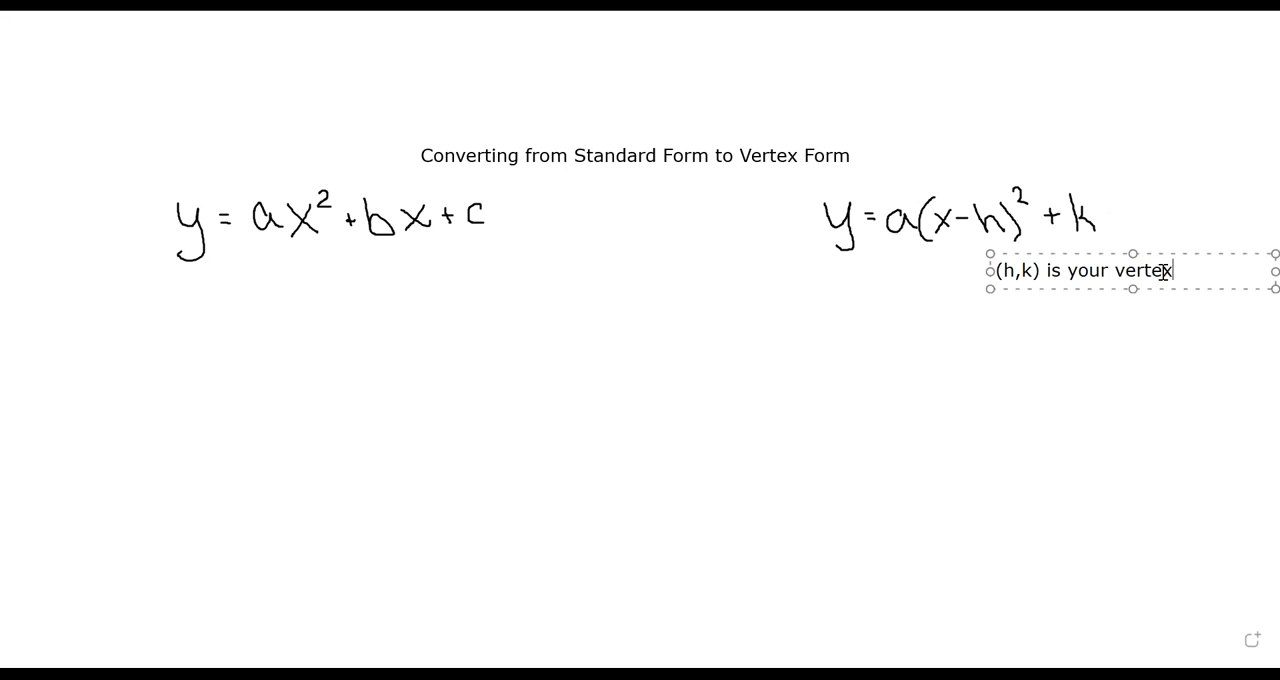 Converting from Standard Form to Vertex Form
y = ax² + bx + c
y = a(x-h)² + k
(h,k) is your vertex